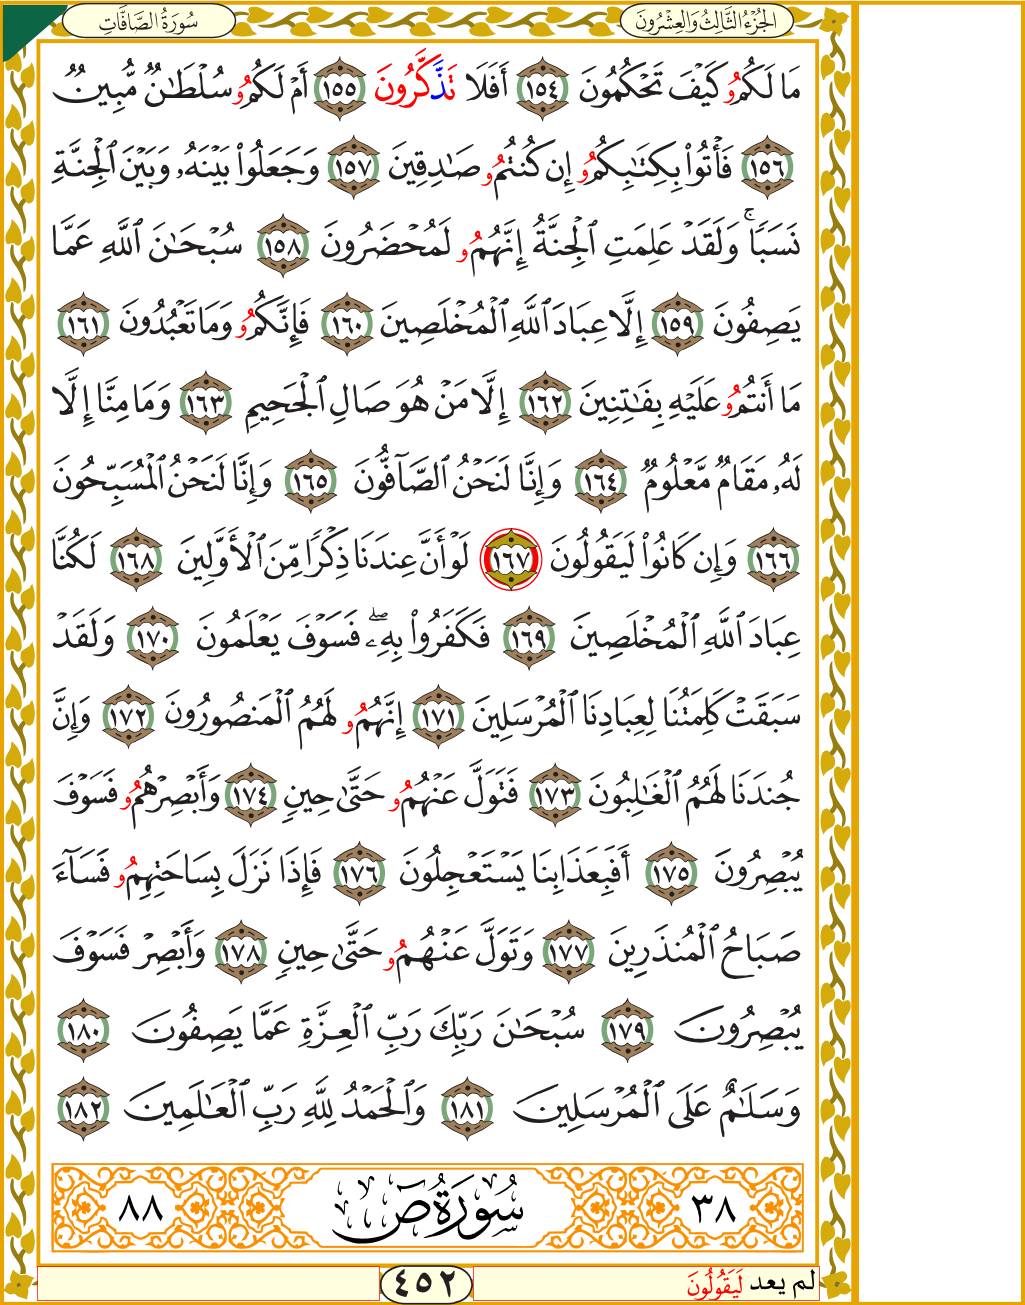 الجُزْءُ الثَّالِثُ وَالعِشْرُونَ
سُورَةُ الصَّافَّاتِ
مَا لَكُمُۥ كَيْفَ تَحْكُمُونَ ١٥٤ أَفَلَا تَذَّكَّرُونَ ١٥٥ أَمْ لَكُمُۥ سُلْطَٰنٌ مُّبِينٌ
١٥٦ فَأْتُوا۟ بِكِتَٰبِكُمُۥ إِن كُنتُمُۥ صَٰدِقِينَ ١٥٧ وَجَعَلُوا۟ بَيْنَهُۥ وَبَيْنَ ٱلْجِنَّةِ
نَسَبًا ۚ وَلَقَدْ عَلِمَتِ ٱلْجِنَّةُ إِنَّهُمُۥ لَمُحْضَرُونَ ١٥٨ سُبْحَٰنَ ٱللَّهِ عَمَّا
يَصِفُونَ ١٥٩ إِلَّا عِبَادَ ٱللَّهِ ٱلْمُخْلَصِينَ ١٦٠ فَإِنَّكُمُۥ وَمَا تَعْبُدُونَ ١٦١
مَا أَنتُمُۥ عَلَيْهِ بِفَٰتِنِينَ ١٦٢ إِلَّا مَنْ هُوَ صَالِ ٱلْجَحِيمِ ١٦٣ وَمَا مِنَّا إِلَّا
لَهُۥ مَقَامٌ مَّعْلُومٌ ١٦٤ وَإِنَّا لَنَحْنُ ٱلصَّآفُّونَ ١٦٥ وَإِنَّا لَنَحْنُ ٱلْمُسَبِّحُونَ
١٦٦ وَإِن كَانُوا۟ لَيَقُولُونَ ١٦٧ لَوْ أَنَّ عِندَنَا ذِكْرًا مِّنَ ٱلْأَوَّلِينَ ١٦٨ لَكُنَّا
عِبَادَ ٱللَّهِ ٱلْمُخْلَصِينَ ١٦٩ فَكَفَرُوا۟ بِهِۦ ۖ فَسَوْفَ يَعْلَمُونَ ١٧٠ وَلَقَدْ
سَبَقَتْ كَلِمَتُنَا لِعِبَادِنَا ٱلْمُرْسَلِينَ ١٧١ إِنَّهُمُۥ لَهُمُ ٱلْمَنصُورُونَ ١٧٢ وَإِنَّ
جُندَنَا لَهُمُ ٱلْغَٰلِبُونَ ١٧٣ فَتَوَلَّ عَنْهُمُۥ حَتَّىٰ حِينٍ ١٧٤ وَأَبْصِرْهُمُۥ فَسَوْفَ
يُبْصِرُونَ ١٧٥ أَفَبِعَذَابِنَا يَسْتَعْجِلُونَ ١٧٦ فَإِذَا نَزَلَ بِسَاحَتِهِمُۥ فَسَآءَ
صَبَاحُ ٱلْمُنذَرِينَ ١٧٧ وَتَوَلَّ عَنْهُمُۥ حَتَّىٰ حِينٍ ١٧٨ وَأَبْصِرْ فَسَوْفَ
يُبْصِرُونَ ١٧٩ سُبْحَٰنَ رَبِّكَ رَبِّ ٱلْعِزَّةِ عَمَّا يَصِفُونَ ١٨٠
وَسَلَٰمٌ عَلَى ٱلْمُرْسَلِينَ ١٨١ وَٱلْحَمْدُ لِلَّهِ رَبِّ ٱلْعَٰلَمِينَ ١٨٢
٣٨ سُورَةُ صٓ ٨٨
لم يعد لَيَقُولُونَ
٤٥٢